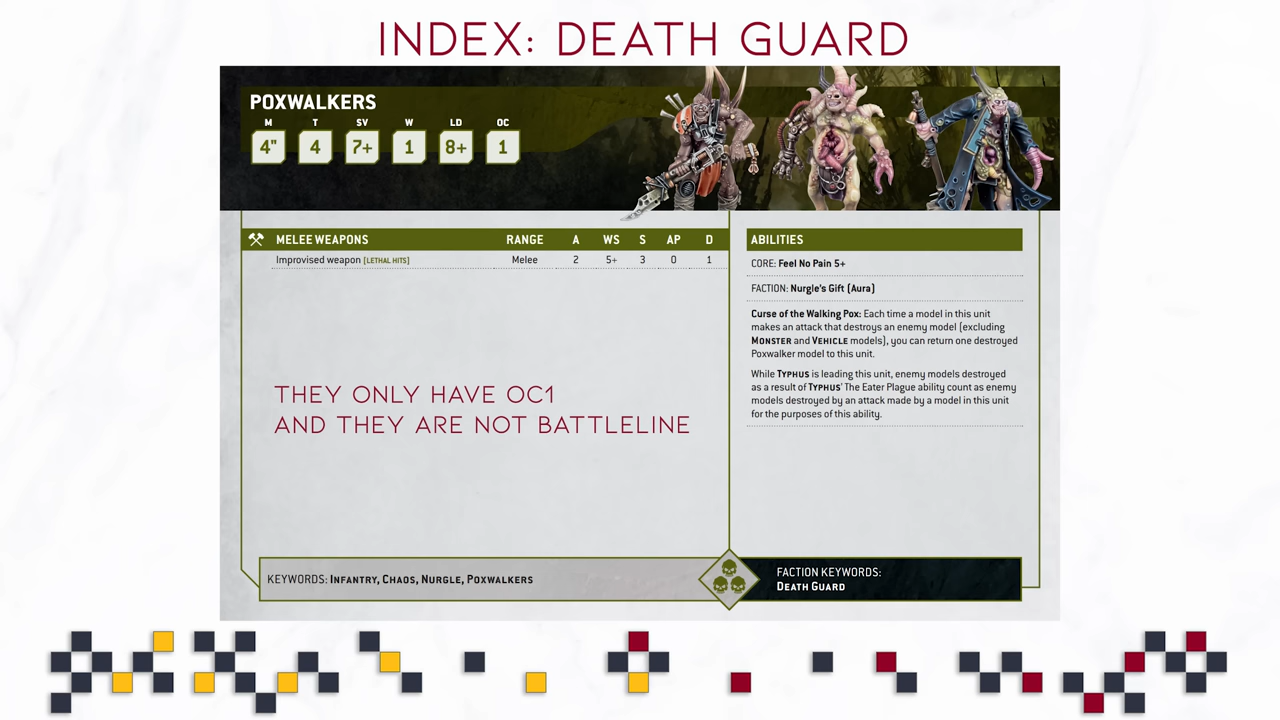 INDEX: DEATH GUARD
POXWALKERS
M T SV W LD OC
4" 4 7+ 1 8+ 1
MELEE WEAPONS RANGE A WS S AP D
Improvised weapon [LETHAL HITS] Melee 2 5+ 3 0 1
THEY ONLY HAVE OC1
AND THEY ARE NOT BATTLELINE
ABILITIES
CORE: Feel No Pain 5+
FACTION: Nurgle's Gift (Aura)
Curse of the Walking Pox: Each time a model in this unit
makes an attack that destroys an enemy model (excluding
MONSTER and VEHICLE models), you can return one destroyed
Poxwalker model to this unit.
While TYPHUS is leading this unit, enemy models destroyed
as a result of TYPHUS' The Eater Plague ability count as enemy
models destroyed by an attack made by a model in this unit
for the purposes of this ability.
KEYWORDS: INFANTRY, CHAOS, NURGLE, POXWALKERS
FACTION KEYWORDS:
DEATH GUARD